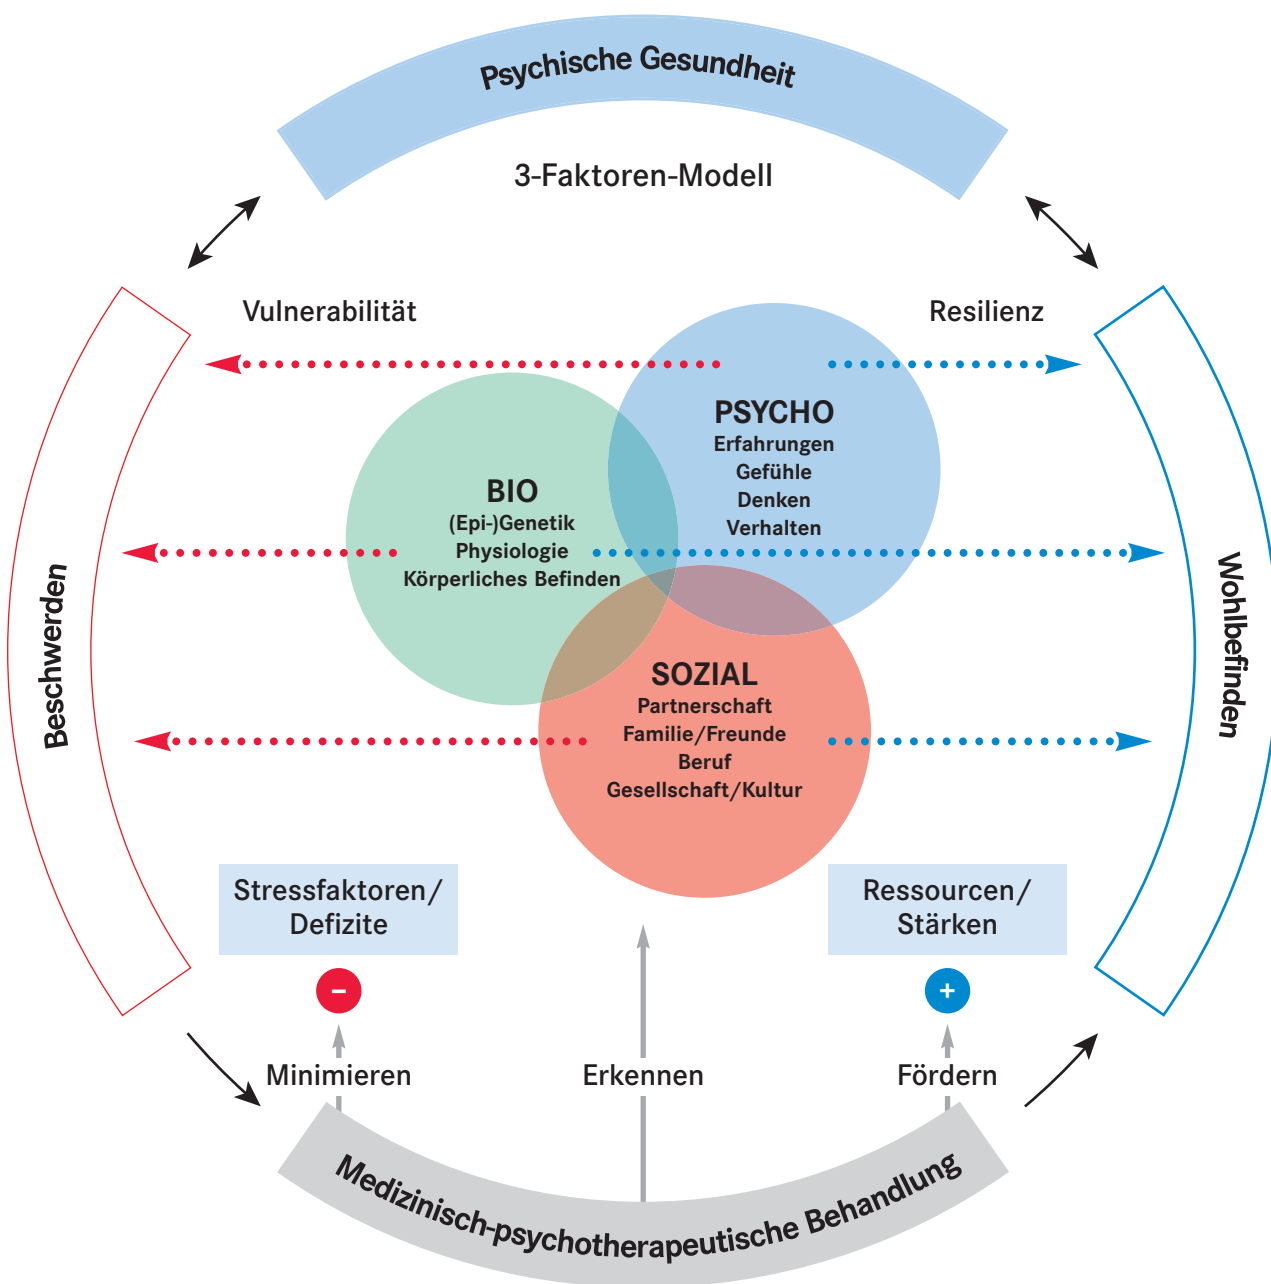 Psychische Gesundheit
3-Faktoren-Modell
Vulnerabilität
Resilienz
PSYCHO
Erfahrungen
Gefühle
Denken
Verhalten
BIO
(Epi-)Genetik
Physiologie
Körperliches Befinden
SOZIAL
Partnerschaft
Familie/Freunde
Beruf
Gesellschaft/Kultur
Beschwerden
Wohlbefinden
Stressfaktoren/
Defizite
–
Ressourcen/
Stärken
+
Minimieren
Erkennen
Fördern
Medizinisch-psychotherapeutische Behandlung